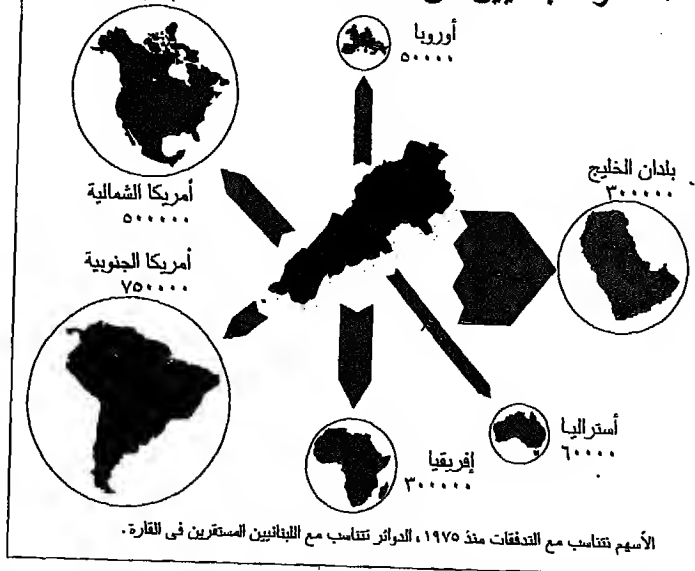 أوروبا
٥٠٠٠٠
أمريكا الشمالية
٥٠٠٠٠٠
بلدان الخليج
٣٠٠٠٠٠
أمريكا الجنوبية
٧٥٠٠٠٠
أستراليا
٦٠٠٠٠
إفريقيا
٣٠٠٠٠٠
الأسهم تتناسب مع التدفقات منذ ١٩٧٥، الدوائر تتناسب مع اللبنانيين المستقرين فى القارة.